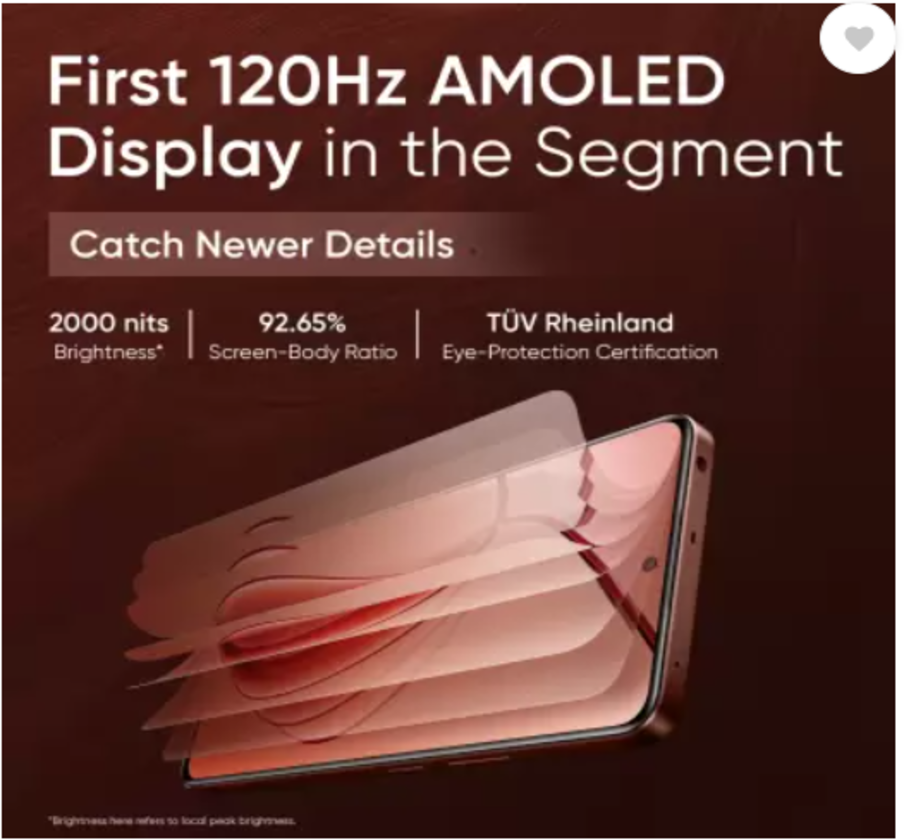 First 120Hz AMOLED
Display in the Segment
Catch Newer Details
2000 nits
Brightness*
92.65%
Screen-Body Ratio
TÜV Rheinland
Eye-Protection Certification
*Brightness here refers to local peak brightness.